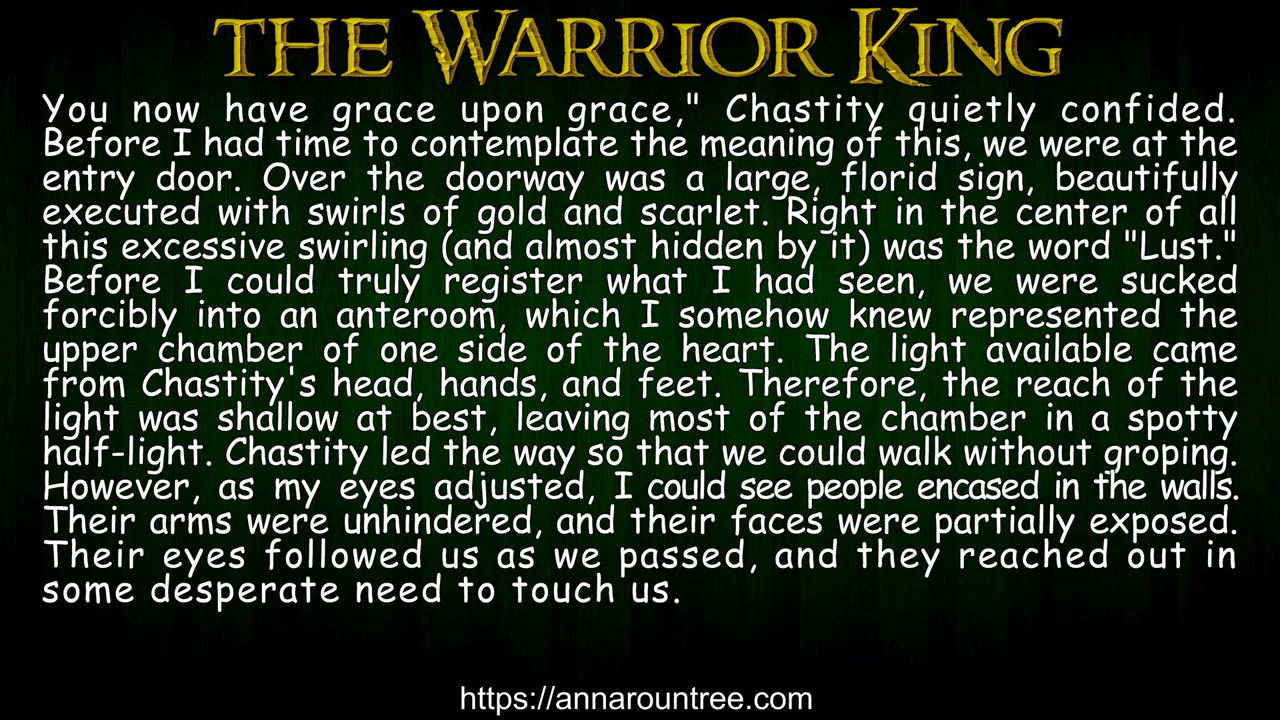 THE WARRIOR KING
You now have grace upon grace," Chastity quietly confided.
Before I had time to contemplate the meaning of this, we were at the
entry door. Over the doorway was a large, florid sign, beautifully
executed with swirls of gold and scarlet. Right in the center of all
this excessive swirling (and almost hidden by it) was the word "Lust."
Before I could truly register what I had seen, we were sucked
forcibly into an anteroom, which I somehow knew represented the
upper chamber of one side of the heart. The light available came
from Chastity's head, hands, and feet. Therefore, the reach of the
light was shallow at best, leaving most of the chamber in a spotty
half-light. Chastity led the way so that we could walk without groping.
However, as my eyes adjusted, I could see people encased in the walls.
Their arms were unhindered, and their faces were partially exposed.
Their eyes followed us as we passed, and they reached out in
some desperate need to touch us.
https://annarountree.com